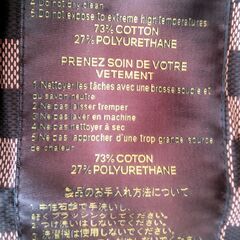 4. Do not dry clean
5. Do not expose to extreme high temperatures
73% COTTON
27% POLYURETHANE
PRENEZ SOIN DE VOTRE
VETEMENT
1. Nettoyer les tâches avec une brosse souple et
du savon neutre
2. Ne pas laisser tremper
3. Ne pas laver en machine
4. Ne pas nettoyer à sec
5. Ne pas approcher d'une trop grande source
de chaleur
73% COTON
27% POLYURETHANE
製品のお手入れ方法について